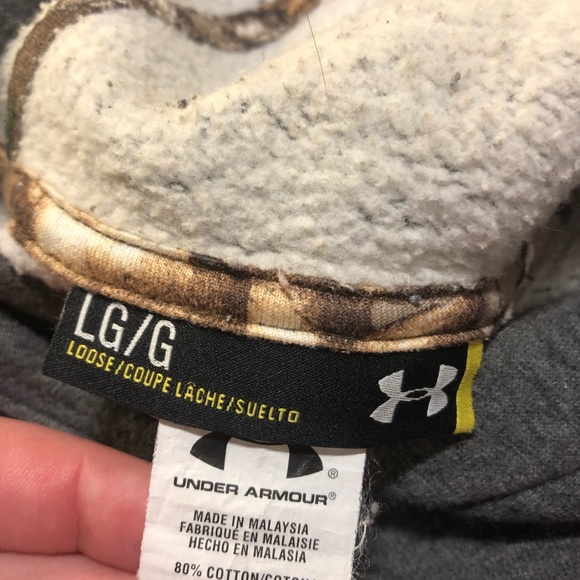 LG/G
LOOSE/COUPE LÂCHE/SUELTO
®
UNDER ARMOUR®
MADE IN MALAYSIA
FABRIQUÉ EN MALAISIE
HECHO EN MALASIA
80% COTTON/COTON